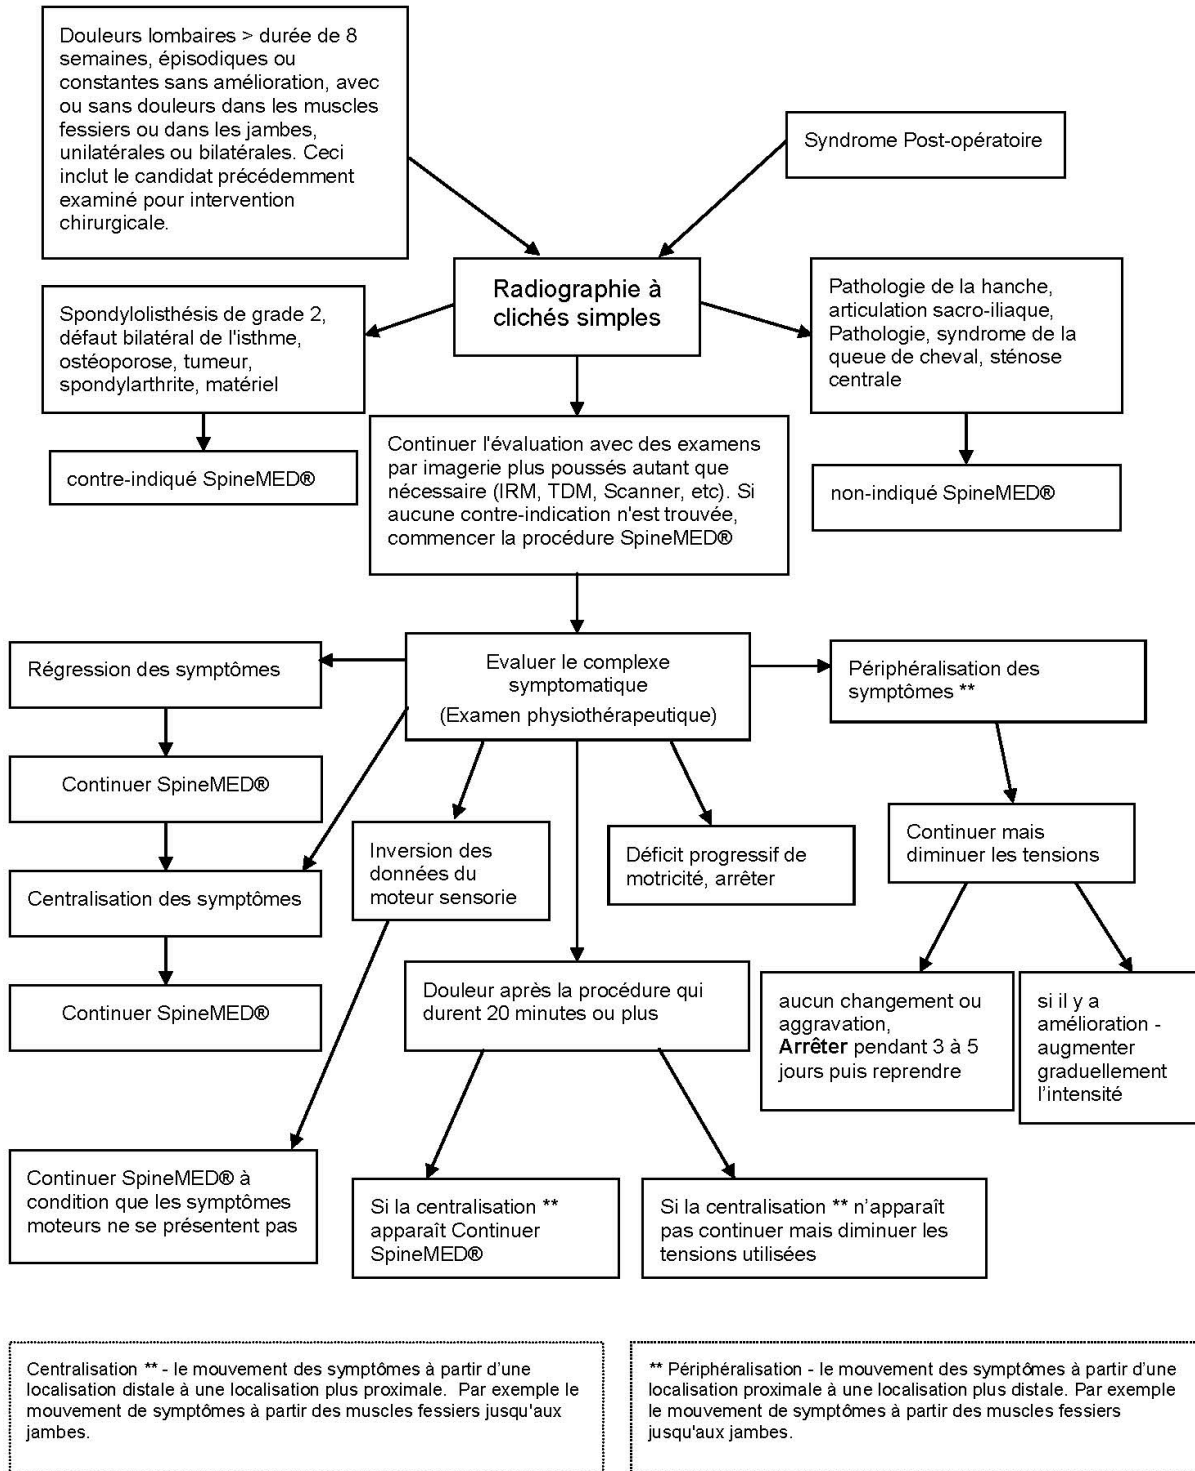 Douleurs lombaires > durée de 8
semaines, épisodiques ou
constantes sans amélioration, avec
ou sans douleurs dans les muscles
fessiers ou dans les jambes,
unilatérales ou bilatérales. Ceci
inclut le candidat précédemment
examiné pour intervention
chirurgicale.
Syndrome Post-opératoire
Radiographie à
clichés simples
Spondylolisthésis de grade 2,
défaut bilatéral de l'isthme,
ostéoporose, tumeur,
spondylarthrite, matériel
Pathologie de la hanche,
articulation sacro-iliaque,
Pathologie, syndrome de la
queue de cheval, sténose
centrale
contre-indiqué SpineMED®
Continuer l'évaluation avec des examens
par imagerie plus poussés autant que
nécessaire (IRM, TDM, Scanner, etc). Si
aucune contre-indication n'est trouvée,
commencer la procédure SpineMED®
non-indiqué SpineMED®
Régression des symptômes
Evaluer le complexe
symptomatique
(Examen physiothérapeutique)
Périphéralisation des
symptômes **
Continuer SpineMED®
Centralisation des symptômes
Continuer SpineMED®
Inversion des
données du
moteur sensorie
Déficit progressif de
motricité, arrêter
Continuer mais
diminuer les tensions
Douleur après la procédure qui
durent 20 minutes ou plus
aucun changement ou
aggravation,
Arrêter pendant 3 à 5
jours puis reprendre
si il y a
amélioration -
augmenter
graduellement
l’intensité
Continuer SpineMED® à
condition que les symptômes
moteurs ne se présentent pas
Si la centralisation **
apparaît Continuer
SpineMED®
Si la centralisation ** n’apparaît
pas continuer mais diminuer les
tensions utilisées
Centralisation ** - le mouvement des symptômes à partir d’une
localisation distale à une localisation plus proximale. Par exemple le
mouvement de symptômes à partir des muscles fessiers jusqu'aux
jambes.
** Périphéralisation - le mouvement des symptômes à partir d’une
localisation proximale à une localisation plus distale. Par exemple
le mouvement de symptômes à partir des muscles fessiers
jusqu'aux jambes.